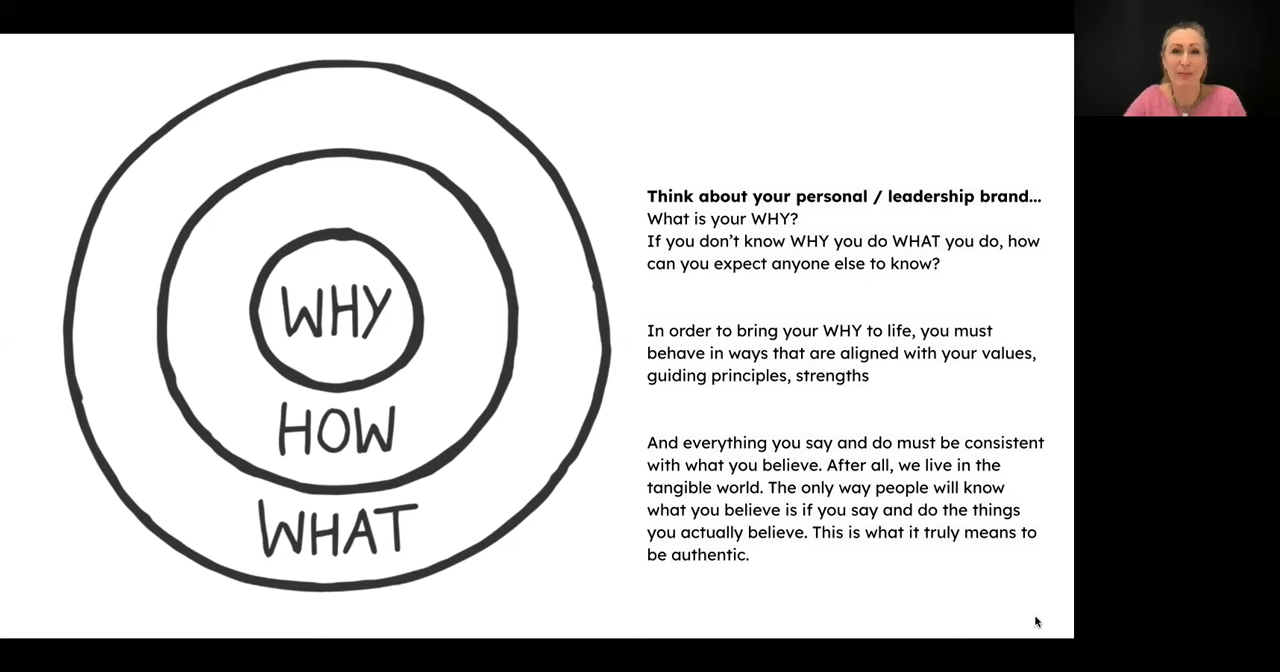 WHY
HOW
WHAT
Think about your personal / leadership brand...
What is your WHY?
If you don’t know WHY you do WHAT you do, how
can you expect anyone else to know?
In order to bring your WHY to life, you must
behave in ways that are aligned with your values,
guiding principles, strengths
And everything you say and do must be consistent
with what you believe. After all, we live in the
tangible world. The only way people will know
what you believe is if you say and do the things
you actually believe. This is what it truly means to
be authentic.